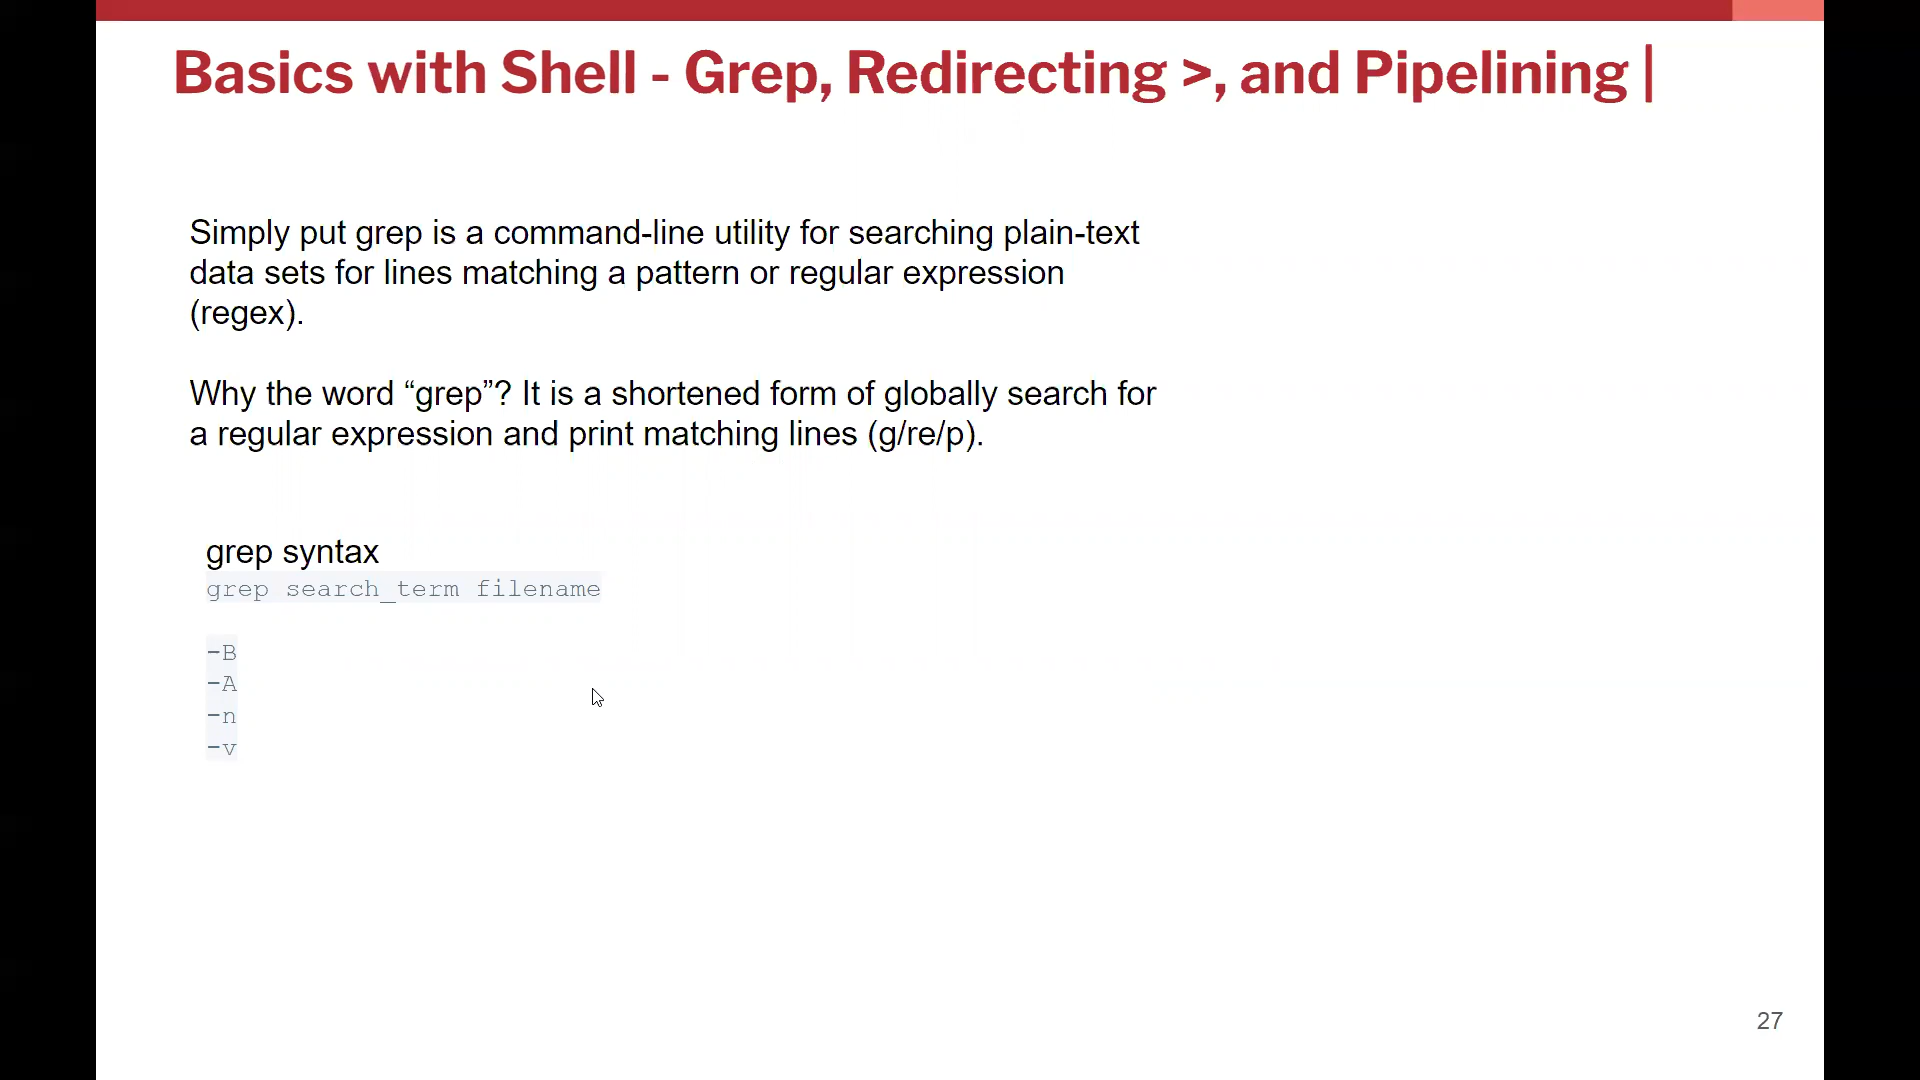 Basics with Shell - Grep, Redirecting >, and Pipelining |
Simply put grep is a command-line utility for searching plain-text
data sets for lines matching a pattern or regular expression
(regex).
Why the word “grep”? It is a shortened form of globally search for
a regular expression and print matching lines (g/re/p).
grep syntax
grep search_term filename
-B
-A
-n
-v
27